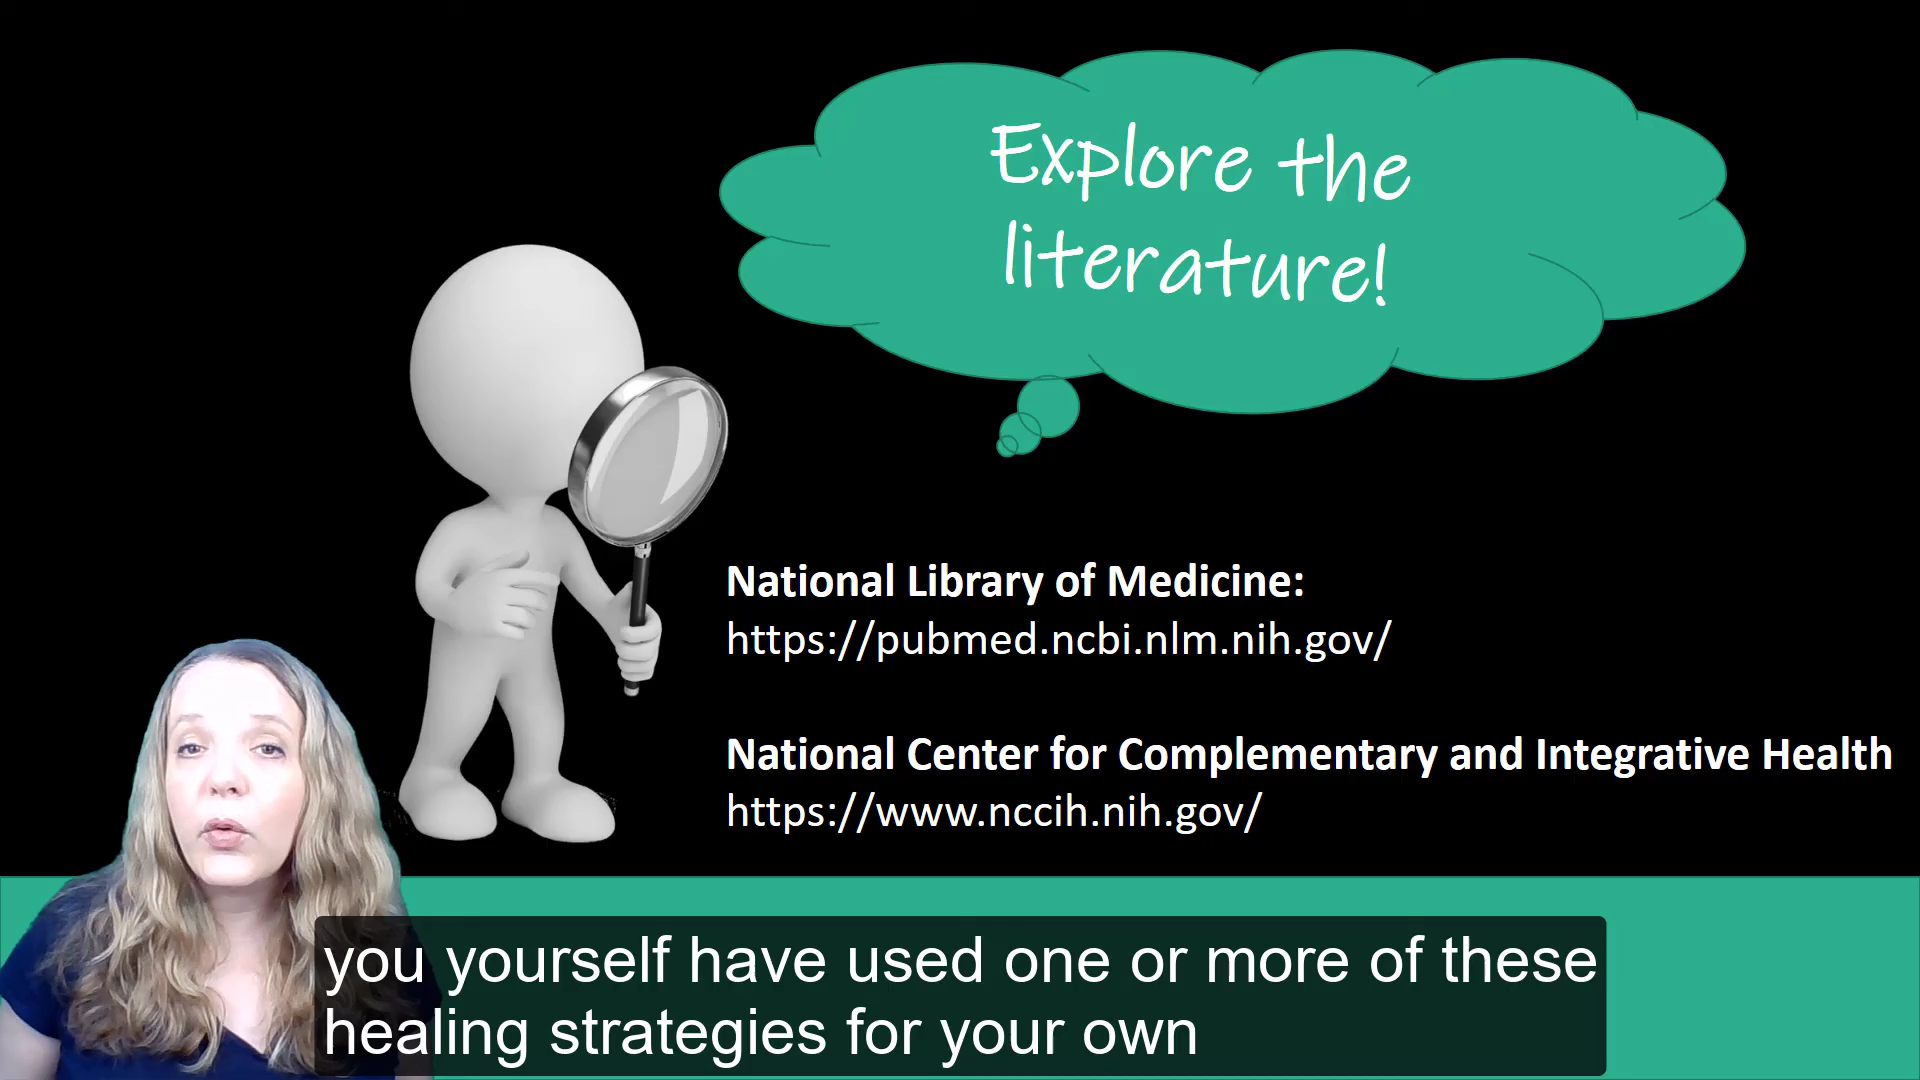 Explore the
literature!
National Library of Medicine:
https://pubmed.ncbi.nlm.nih.gov/
National Center for Complementary and Integrative Health
https://www.nccih.nih.gov/
you yourself have used one or more of these
healing strategies for your own